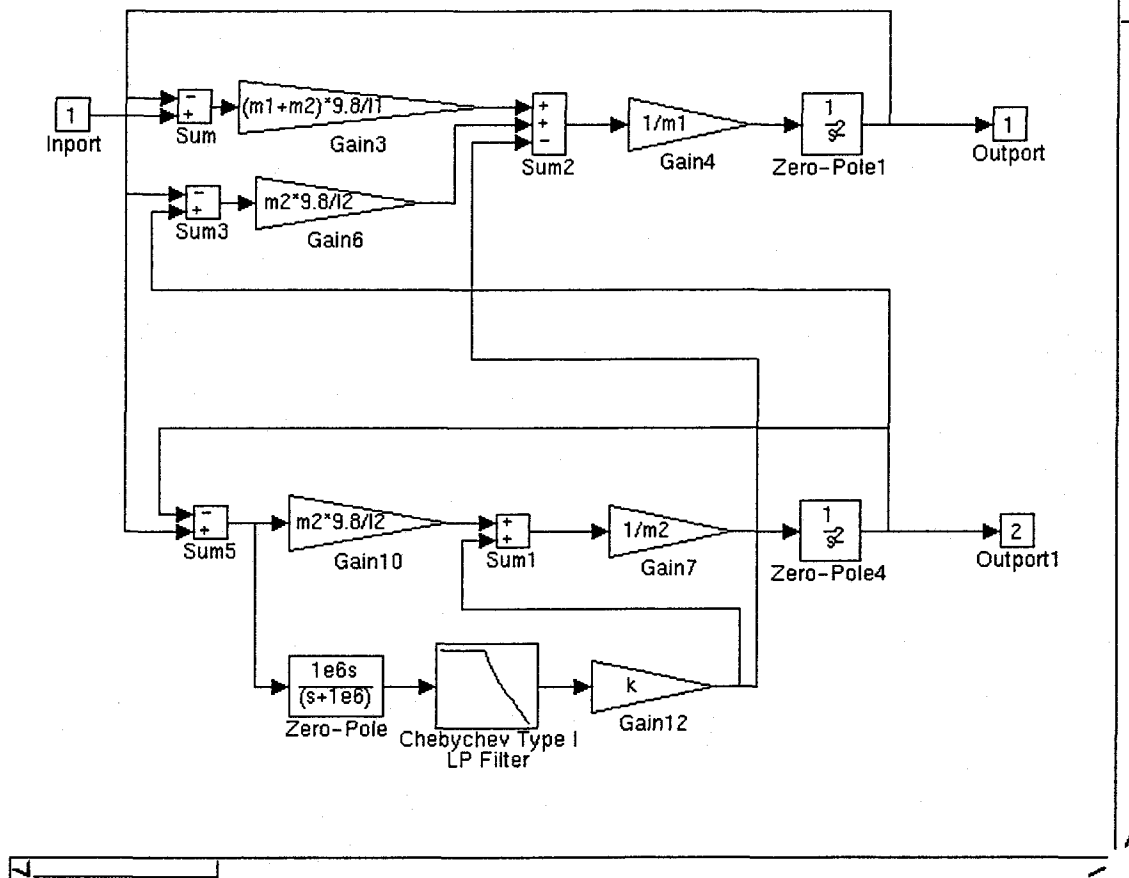 1
Inport
−
+
Sum
(m1+m2)*9.8/l1
Gain3
+
+
−
Sum2
1/m1
Gain4
1
s2
Zero-Pole1
1
Outport
−
+
Sum3
m2*9.8/l2
Gain6
−
+
Sum5
m2*9.8/l2
Gain10
+
+
Sum1
1/m2
Gain7
1
s2
Zero-Pole4
2
Outport1
1e6s
(s+1e6)
Zero-Pole
Chebychev Type I
LP Filter
k
Gain12